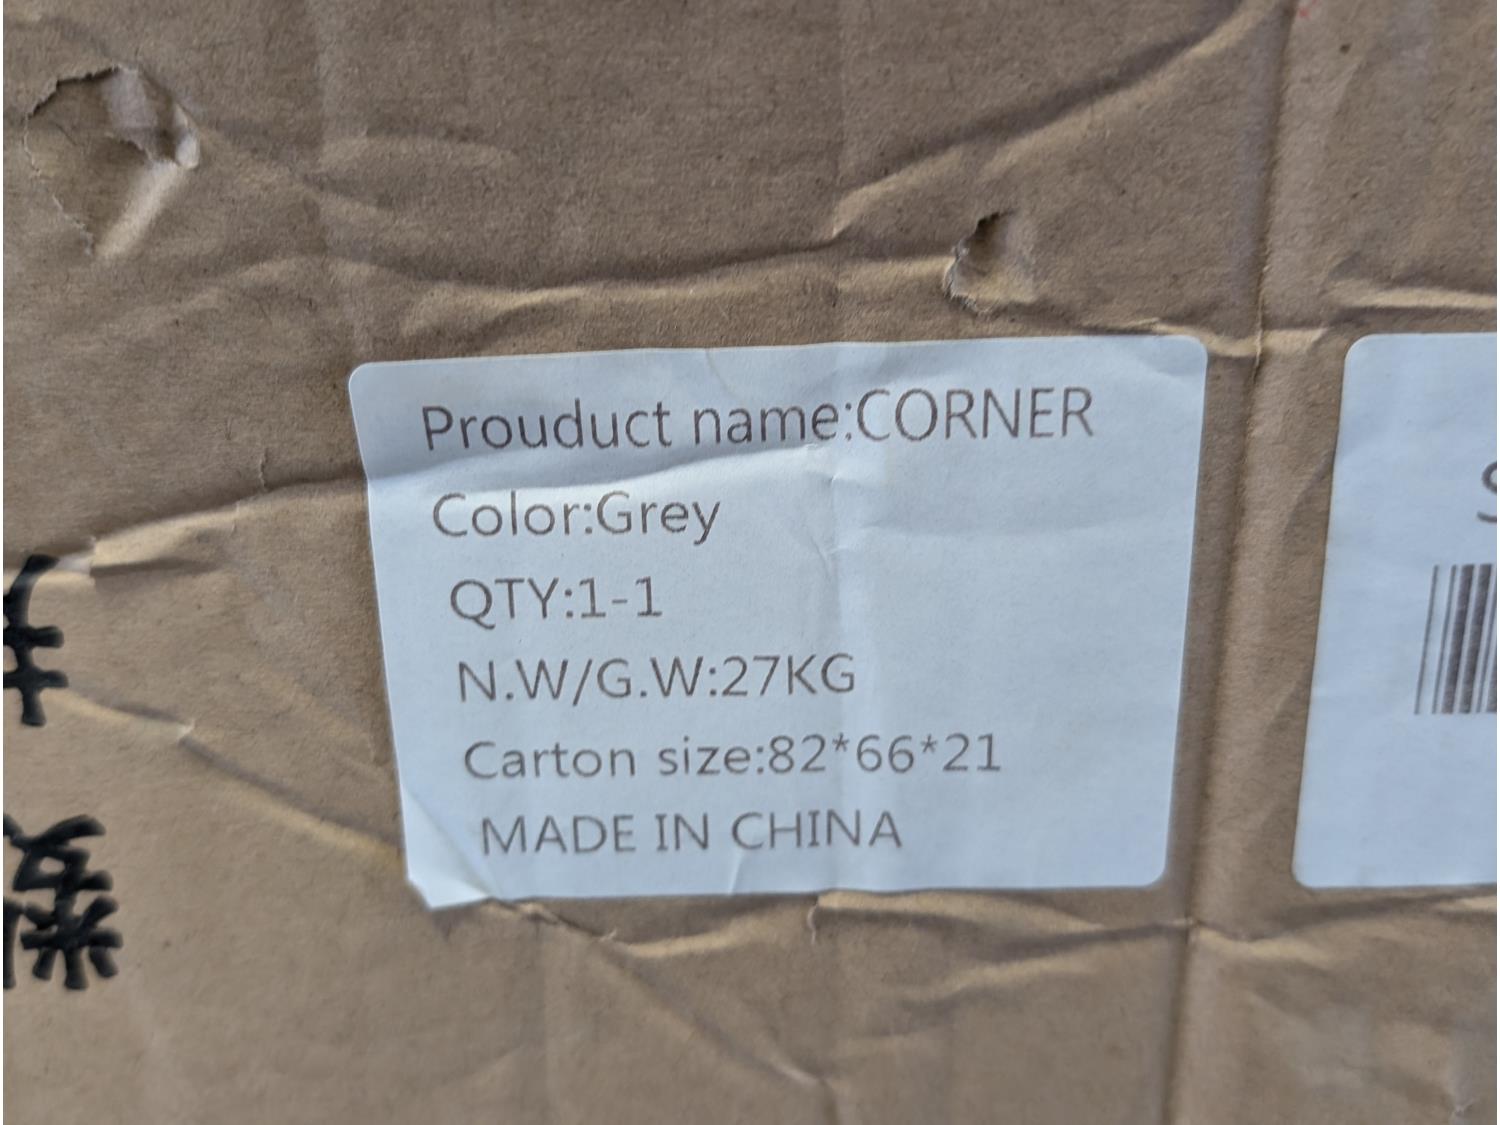 Prouduct name:CORNER
Color:Grey
QTY:1-1
N.W/G.W:27KG
Carton size:82*66*21
MADE IN CHINA